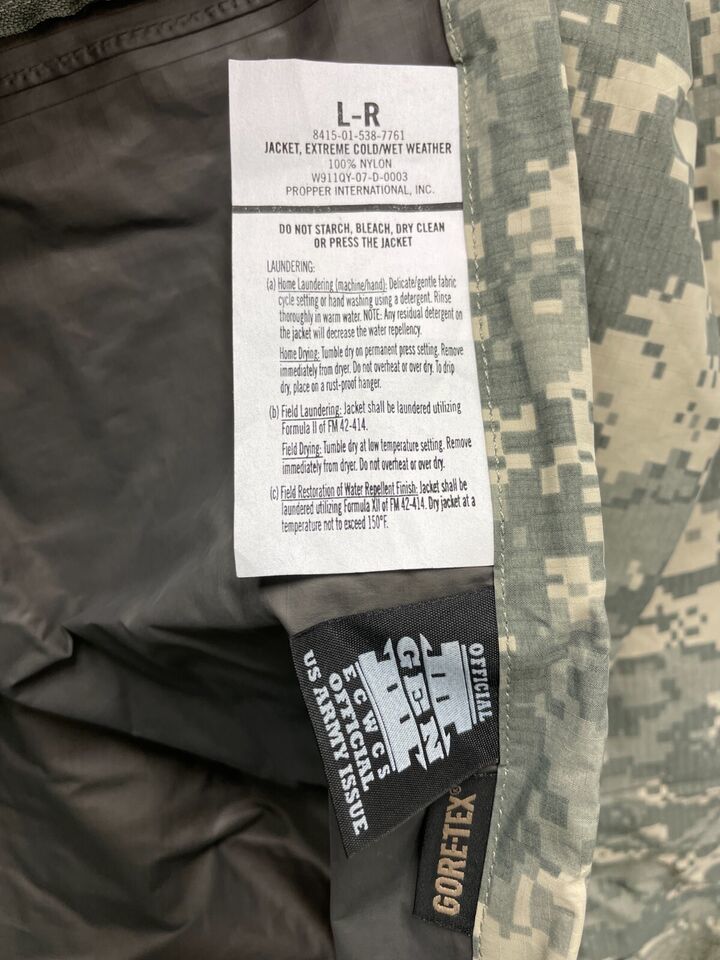 L-R
8415-01-538-7761
JACKET, EXTREME COLD/WET WEATHER
100% NYLON
W911QY-07-D-0003
PROPPER INTERNATIONAL, INC.
DO NOT STARCH, BLEACH, DRY CLEAN
OR PRESS THE JACKET
LAUNDERING:
(a) Home Laundering (machine/hand): Delicate/gentle fabric
cycle setting or hand washing using a detergent. Rinse
thoroughly in warm water. NOTE: Any residual detergent on
the jacket will decrease the water repellency.
Home Drying: Tumble dry on permanent press setting. Remove
immediately from dryer. Do not overheat or over dry. To drip
dry, place on a rust-proof hanger.
(b) Field Laundering: Jacket shall be laundered utilizing
Formula II of FM 42-414.
Field Drying: Tumble dry at low temperature setting. Remove
immediately from dryer. Do not overheat or over dry.
(c) Field Restoration of Water Repellent Finish: Jacket shall be
laundered utilizing Formula XII of FM 42-414. Dry jacket at a
temperature not to exceed 150°F.
OFFICIAL
GEN III
ECWCS
OFFICIAL
US ARMY ISSUE
GORE-TEX®